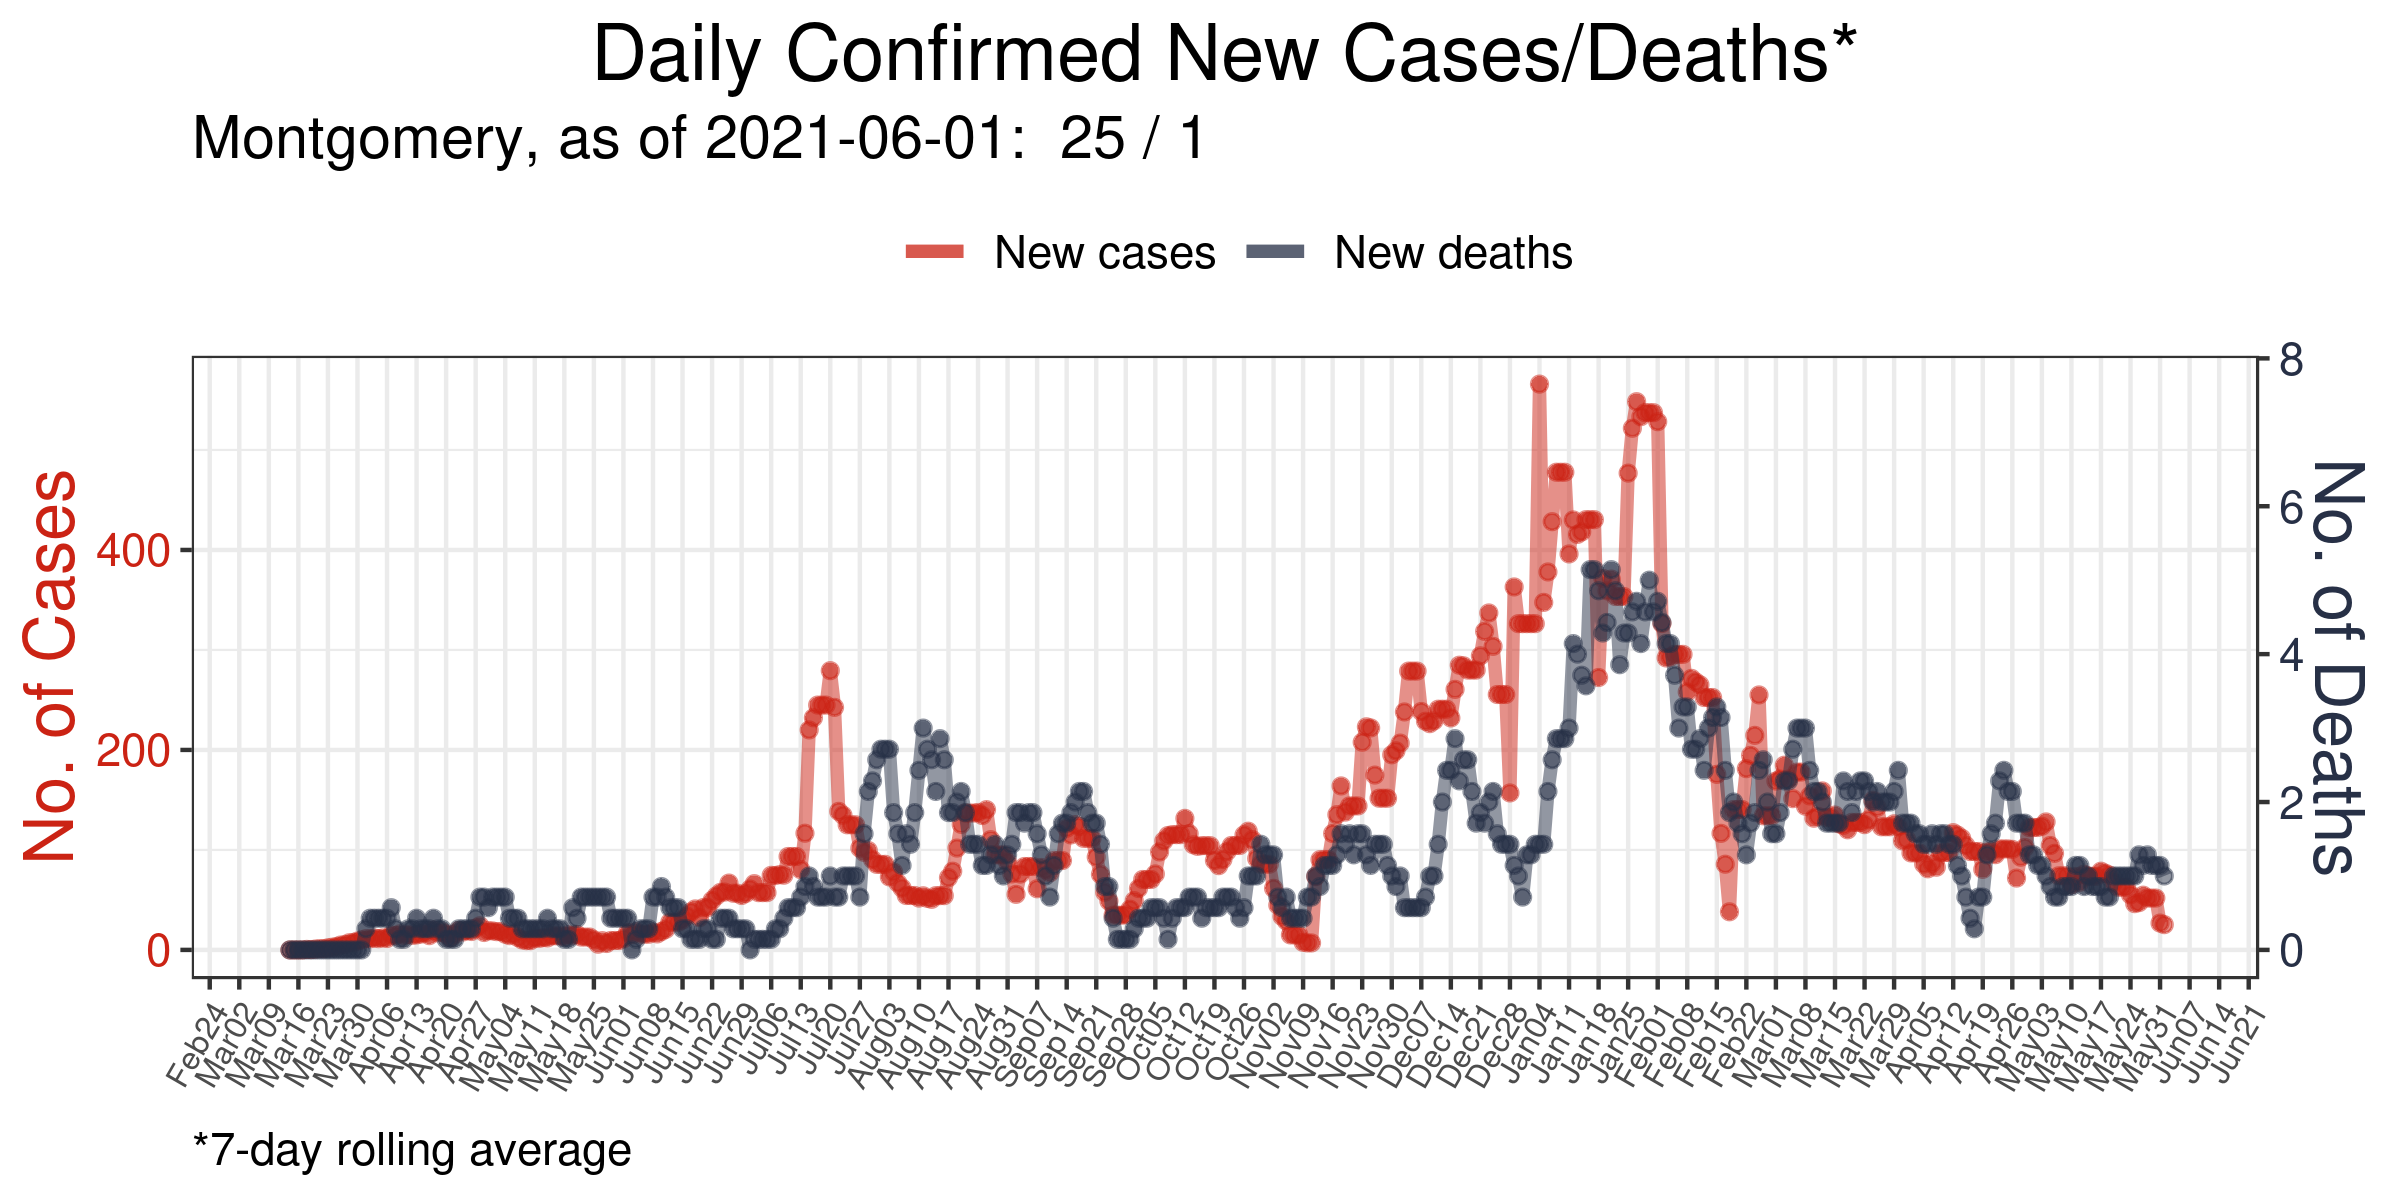 Daily Confirmed New Cases/Deaths*
Montgomery, as of 2021-06-01:  25 / 1
New cases
New deaths
No. of Cases
400
200
0
8
6
4
2
0
No. of Deaths
Feb24
Mar02
Mar09
Mar16
Mar23
Mar30
Apr06
Apr13
Apr20
Apr27
May04
May11
May18
May25
Jun01
Jun08
Jun15
Jun22
Jun29
Jul06
Jul13
Jul20
Jul27
Aug03
Aug10
Aug17
Aug24
Aug31
Sep07
Sep14
Sep21
Sep28
Oct05
Oct12
Oct19
Oct26
Nov02
Nov09
Nov16
Nov23
Nov30
Dec07
Dec14
Dec21
Dec28
Jan04
Jan11
Jan18
Jan25
Feb01
Feb08
Feb15
Feb22
Mar01
Mar08
Mar15
Mar22
Mar29
Apr05
Apr12
Apr19
Apr26
May03
May10
May17
May24
May31
Jun07
Jun14
Jun21
*7-day rolling average